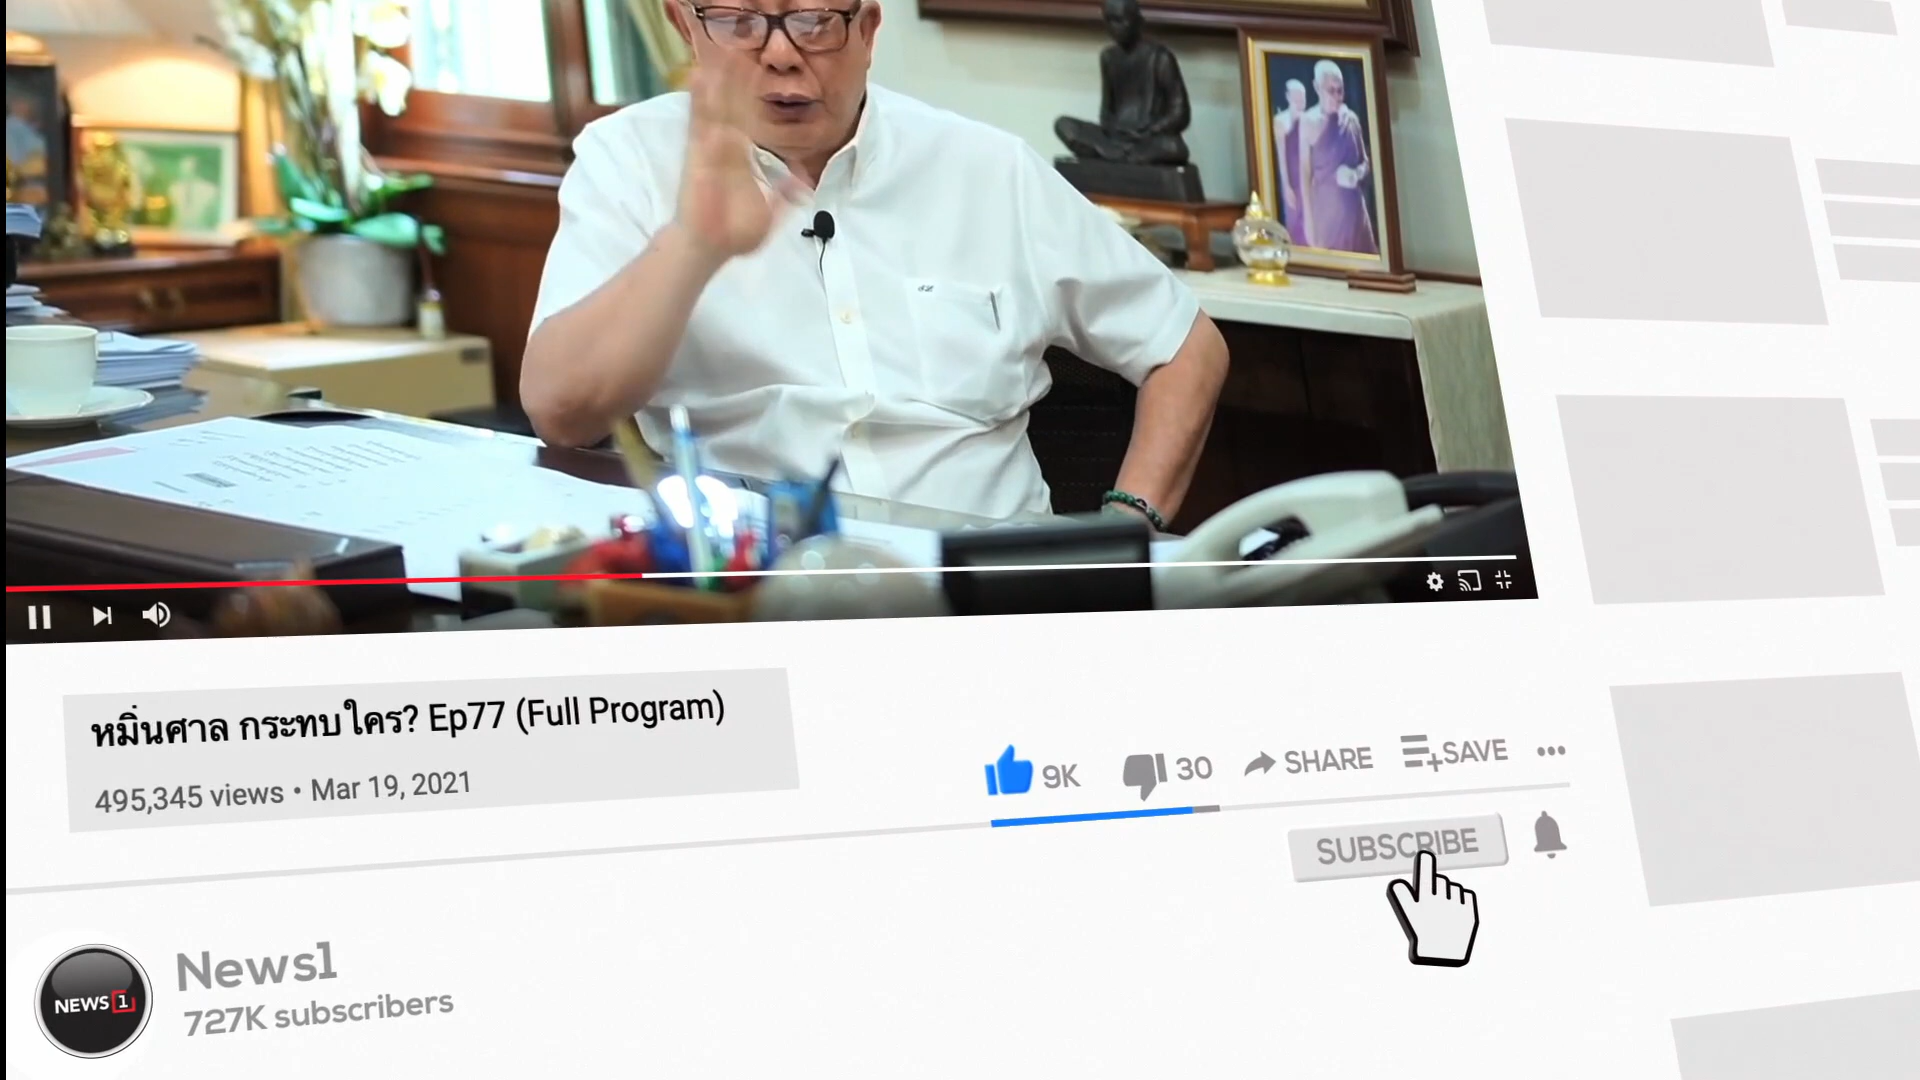 หมิ่นศาล กระทบใคร? Ep77 (Full Program)
495,345 views • Mar 19, 2021
9K
30
SHARE
SAVE
SUBSCRIBE
NEWS 1
News1
727K subscribers